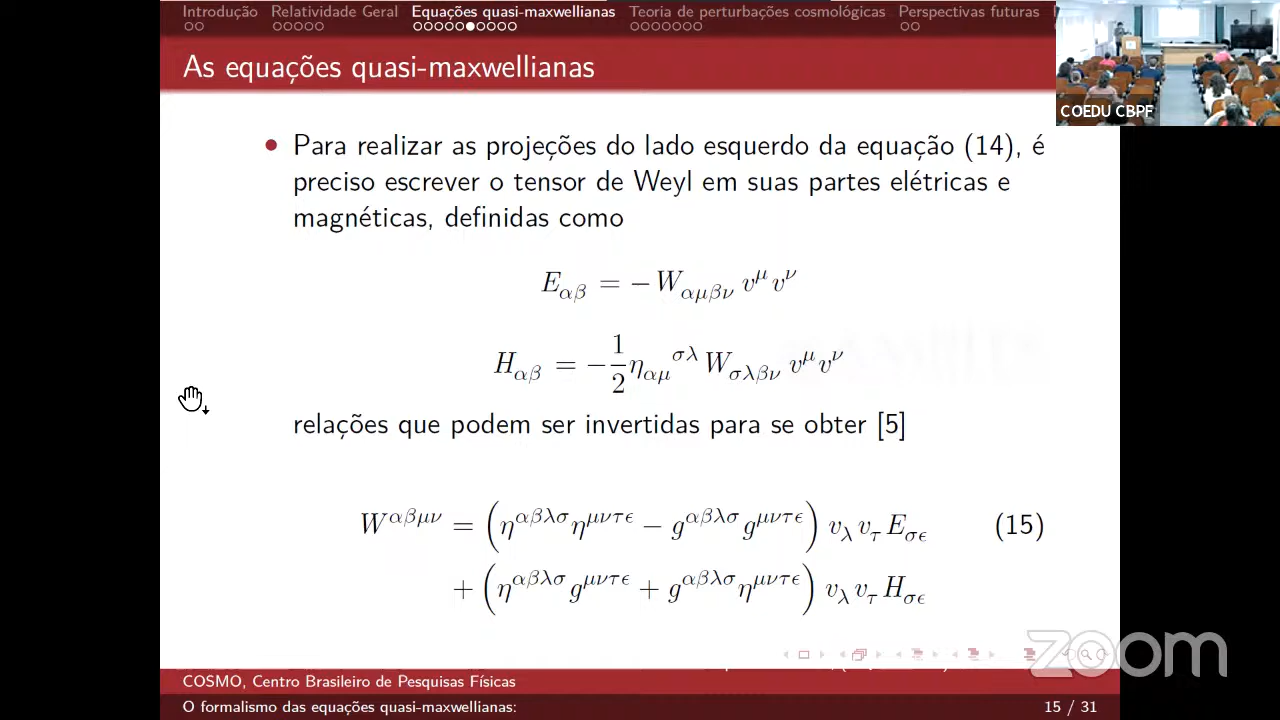 Introdução Relatividade Geral Equações quasi-maxwellianas Teoria de perturbações cosmológicas Perspectivas futuras
As equações quasi-maxwellianas
COEDU CBPF
• Para realizar as projeções do lado esquerdo da equação (14), é
preciso escrever o tensor de Weyl em suas partes elétricas e
magnéticas, definidas como
E_{αβ} = − W_{αμβν} v^μ v^ν
H_{αβ} = − \frac{1}{2} η_{αμ}^{σλ} W_{σλβν} v^μ v^ν
relações que podem ser invertidas para se obter [5]
W^{αβμν} = (η^{αβλσ} η^{μντϵ} − g^{αβλσ} g^{μντϵ}) v_λ v_τ E_{σϵ} (15)
+ (η^{αβλσ} g^{μντϵ} + g^{αβλσ} η^{μντϵ}) v_λ v_τ H_{σϵ}
zoom
COSMO, Centro Brasileiro de Pesquisas Físicas
O formalismo das equações quasi-maxwellianas: 15 / 31